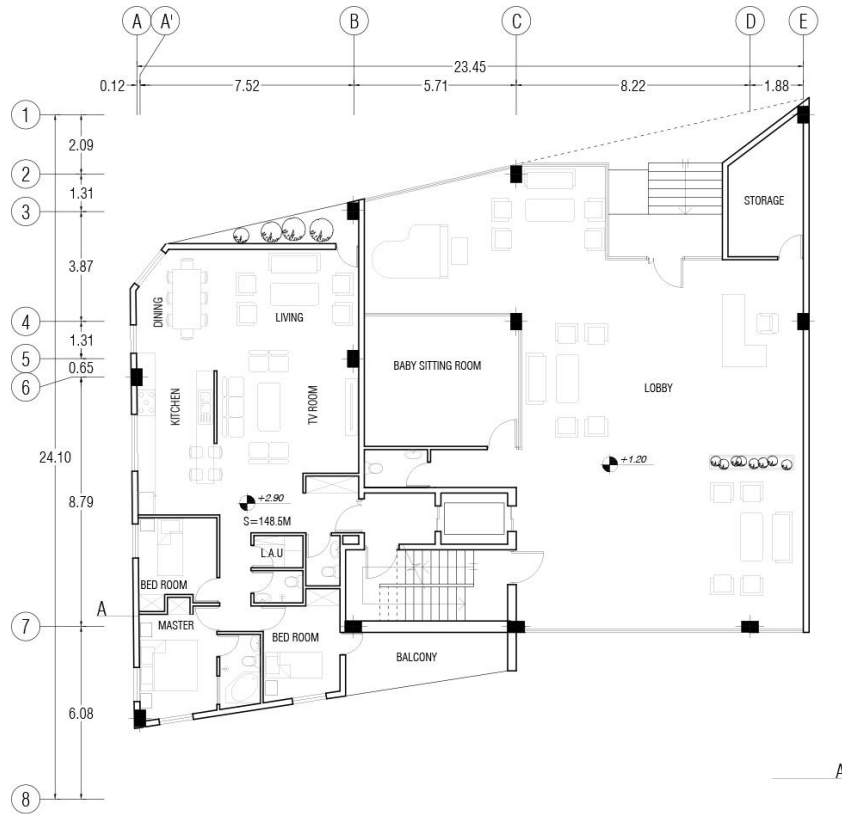 A
A'
B
C
D
E
23.45
0.12
7.52
5.71
8.22
1.88
1
2.09
2
1.31
3
3.87
4
1.31
5
0.65
6
24.10
8.79
7
6.08
8
STORAGE
DINING
LIVING
BABY SITTING ROOM
LOBBY
KITCHEN
TV ROOM
+1.20
+2.90
S=148.5M
L.A.U
BED ROOM
A
MASTER
BED ROOM
BALCONY
A